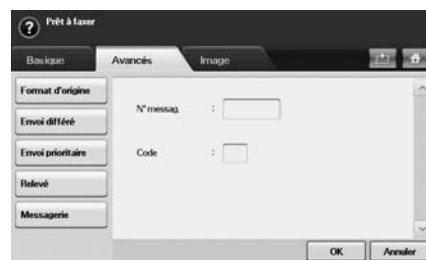 Prêt à faxer
Basique Avancés Image
Format d'origine
N° messag. :
Envoi différé
Envoi prioritaire
Code :
Relevé
Messagerie
OK Annuler